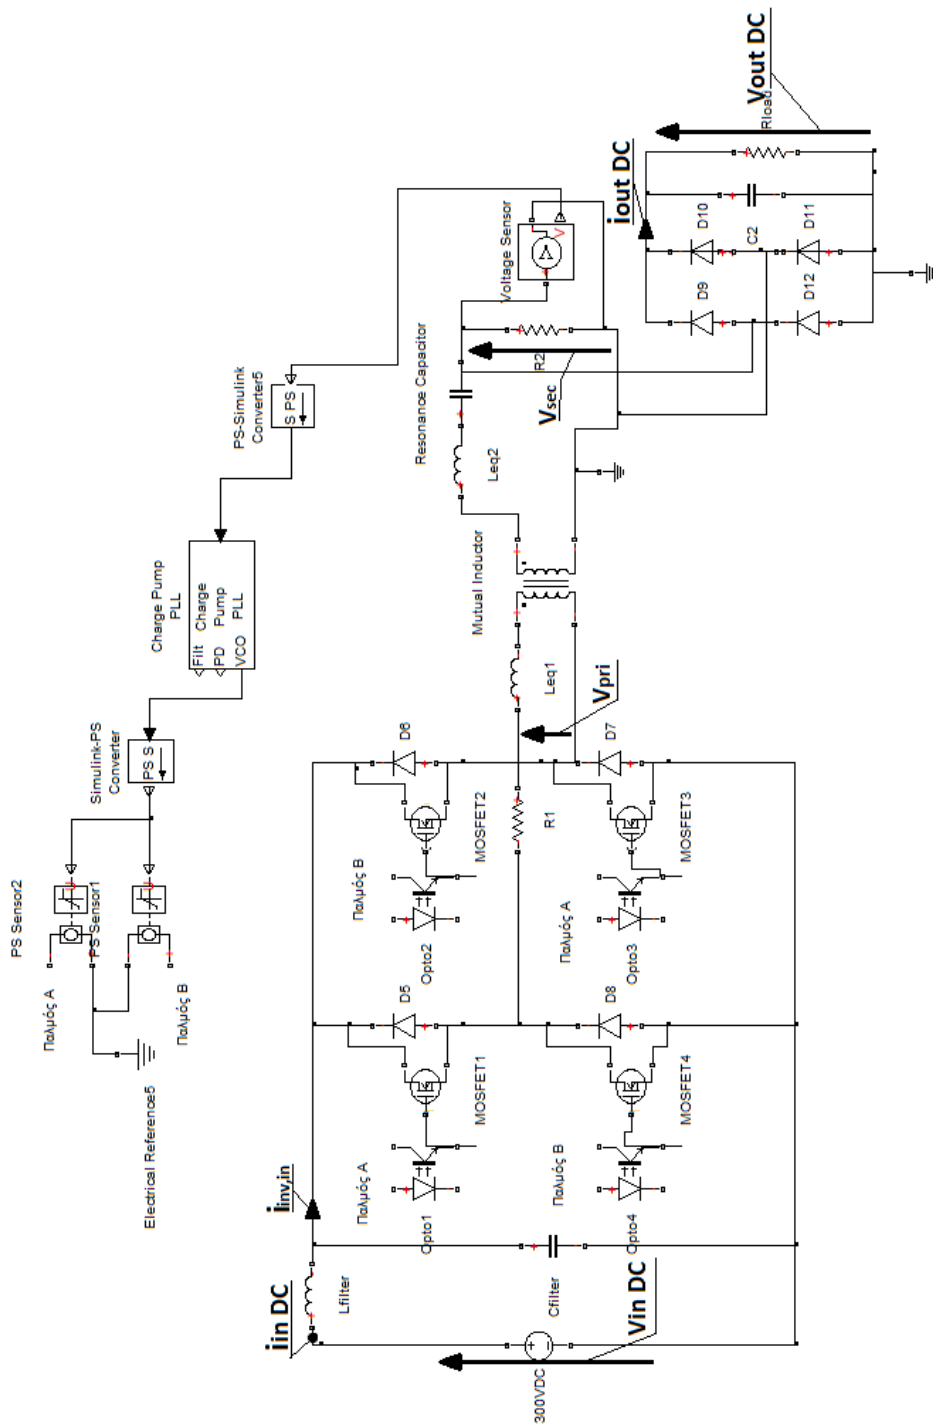 PS Sensor2
PS Sensor1
Παλμός A
Παλμός B
Electrical Reference5
Simulink-PS
Converter
PS S
Charge Pump
PLL
Filt
PD
VCO
Charge
Pump
PLL
PS-Simulink
Converter5
S PS
Voltage Sensor
V
Resonance Capacitor
Leq2
R2
Vsec
Mutual Inductor
Leq1
Vpri
iout DC
Vout DC
Rload
D10
D9
C2
D11
D12
iin DC
Lfilter
iinv,in
300VDC
Vin DC
Cfilter
Παλμός A
Opto1
MOSFET1
D5
Παλμός B
Opto2
MOSFET2
D6
R1
Παλμός B
Opto4
MOSFET4
D8
Παλμός A
Opto3
MOSFET3
D7